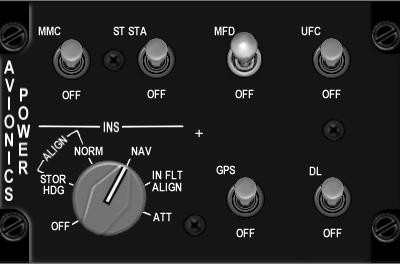 AVIONICS
POWER
MMC
ST STA
MFD
UFC
OFF
OFF
OFF
OFF
INS
ALIGN
NORM
NAV
STOR
HDG
IN FLT
ALIGN
OFF
ATT
GPS
DL
OFF
OFF